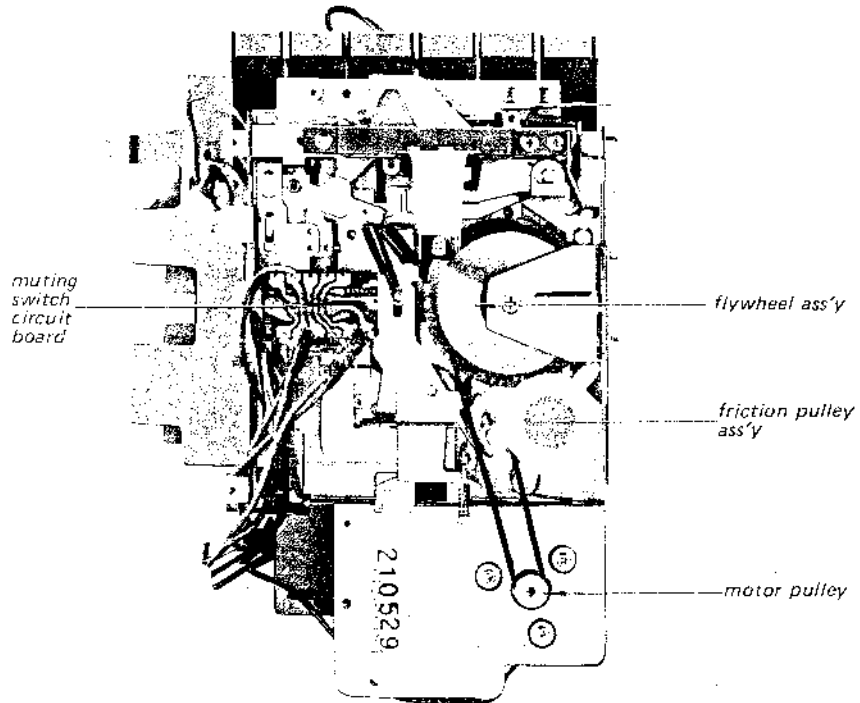 muting
switch
circuit
board
flywheel ass'y
friction pulley
ass'y
motor pulley
210529